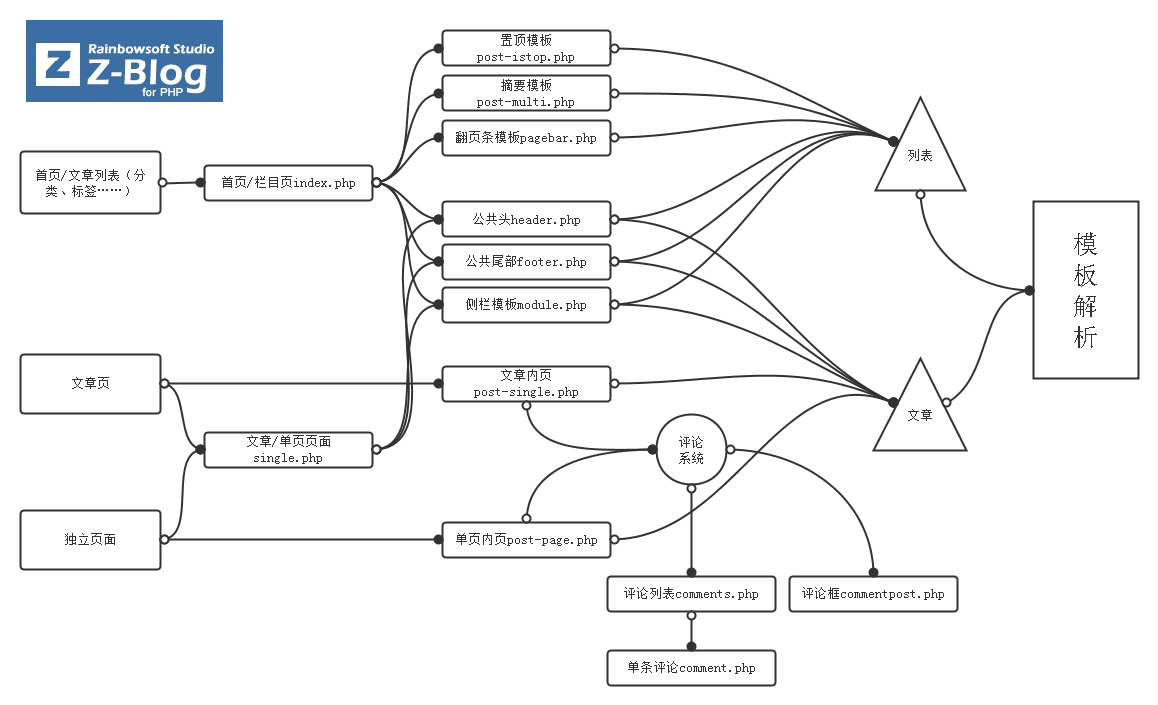 Rainbowsoft Studio
Z
Z-Blog
for PHP
置顶模板
post-istop.php
摘要模板
post-multi.php
翻页条模板pagebar.php
首页/文章列表（分
类、标签……）
首页/栏目页index.php
列表
公共头header.php
公共尾部footer.php
侧栏模板module.php
模
板
解
析
文章页
文章内页
post-single.php
文章
文章/单页页面
single.php
评论
系统
独立页面
单页内页post-page.php
评论列表comments.php
评论框commentpost.php
单条评论comment.php